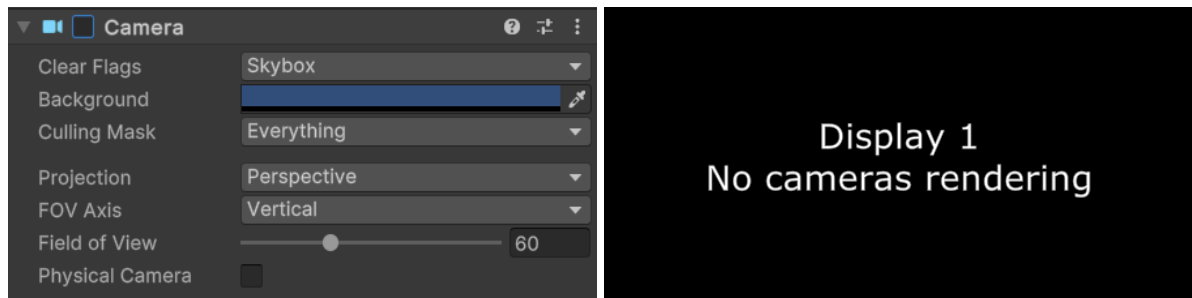 Camera
Clear Flags Skybox
Background
Culling Mask Everything
Projection Perspective
FOV Axis Vertical
Field of View 60
Physical Camera
Display 1
No cameras rendering